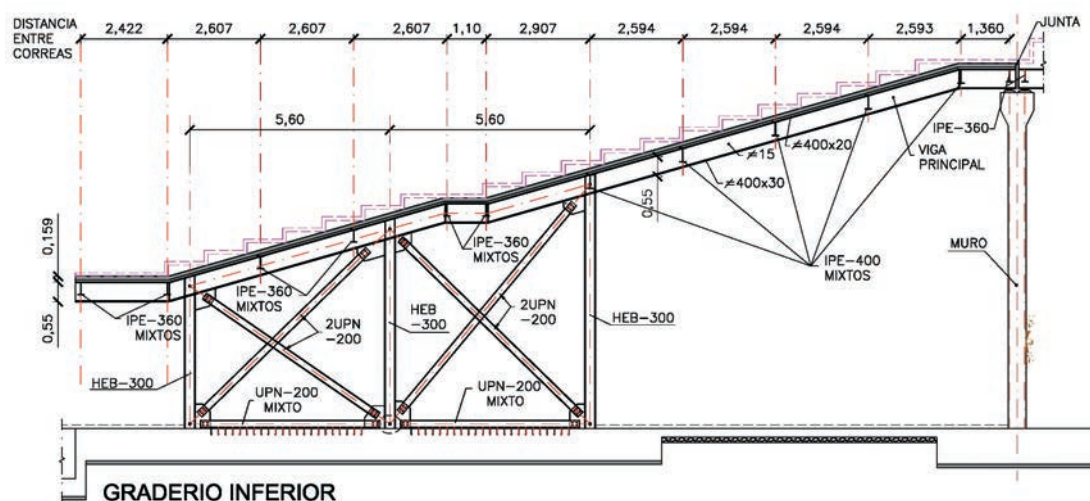 DISTANCIA
ENTRE
CORREAS
2,422
2,607
2,607
2,607
1,10
2,907
2,594
2,594
2,594
2,593
1,360
JUNTA
5,60
5,60
IPE-360
VIGA
PRINCIPAL
≠400x20
≠15
≠400x30
0,55
0,159
0,55
IPE-360
MIXTOS
IPE-360
MIXTOS
IPE-360
MIXTOS
IPE-400
MIXTOS
MURO
HEB
-300
2UPN
-200
2UPN
-200
HEB-300
HEB-300
UPN-200
MIXTO
UPN-200
MIXTO
GRADERIO INFERIOR